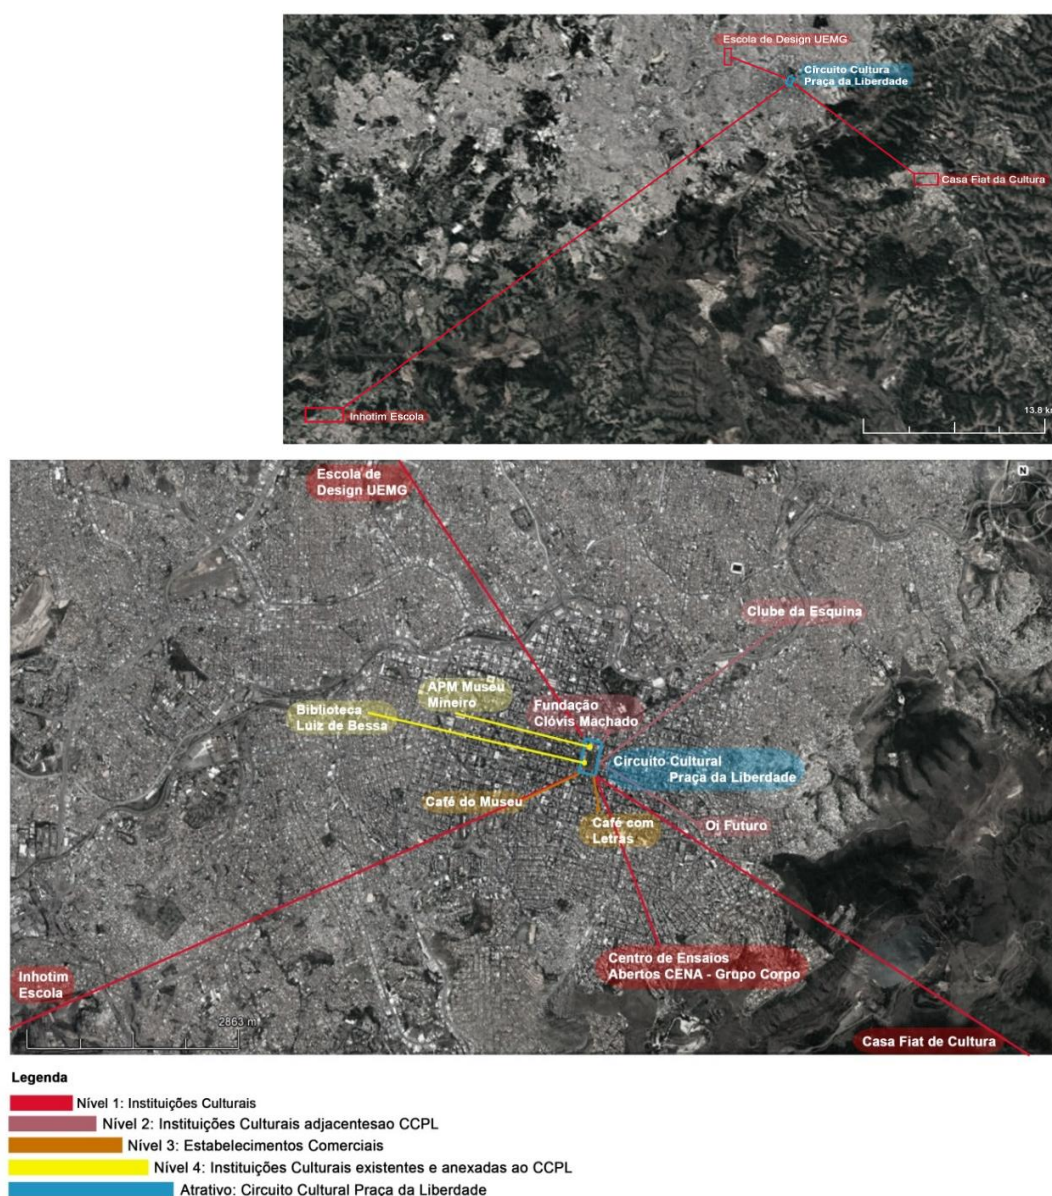 Escola de Design UEMG
Círcuito Cultura
Praça da Liberdade
Casa Fiat da Cultura
Inhotim Escola
13.8 km
Escola de
Design UEMG
N
Clube da Esquina
APM Museu
Mineiro
Biblioteca
Luiz de Bessa
Fundação
Clóvis Machado
Circuito Cultural
Praça da Liberdade
Café do Museu
Café com
Letras
Oi Futuro
Centro de Ensaios
Abertos CENA - Grupo Corpo
Inhotim
Escola
2863 m
Casa Fiat de Cultura
Legenda
Nível 1: Instituições Culturais
Nível 2: Instituições Culturais adjacentesao CCPL
Nível 3: Estabelecimentos Comerciais
Nível 4: Instituições Culturais existentes e anexadas ao CCPL
Atrativo: Circuito Cultural Praça da Liberdade